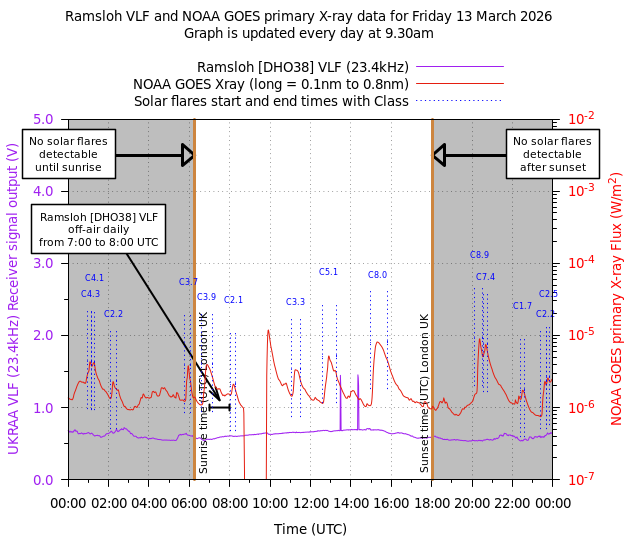 Ramsloh VLF and NOAA GOES primary X-ray data for Friday 13 March 2026
Graph is updated every day at 9.30am
Ramsloh [DHO38] VLF (23.4kHz)
NOAA GOES Xray (long = 0.1nm to 0.8nm)
Solar flares start and end times with Class
5.0
4.0
3.0
2.0
1.0
0.0
UKRAA VLF (23.4kHz) Receiver signal output (V)
10-2
10-3
10-4
10-5
10-6
10-7
NOAA GOES primary X-ray Flux (W/m2)
No solar flares
detectable
until sunrise
No solar flares
detectable
after sunset
Ramsloh [DHO38] VLF
off-air daily
from 7:00 to 8:00 UTC
C4.1
C4.3
C2.2
C3.7
C3.9
C2.1
C3.3
C5.1
C8.0
C8.9
C7.4
C1.7
C2.5
C2.2
Sunrise time (UTC) London UK
Sunset time (UTC) London UK
00:00 02:00 04:00 06:00 08:00 10:00 12:00 14:00 16:00 18:00 20:00 22:00 00:00
Time (UTC)